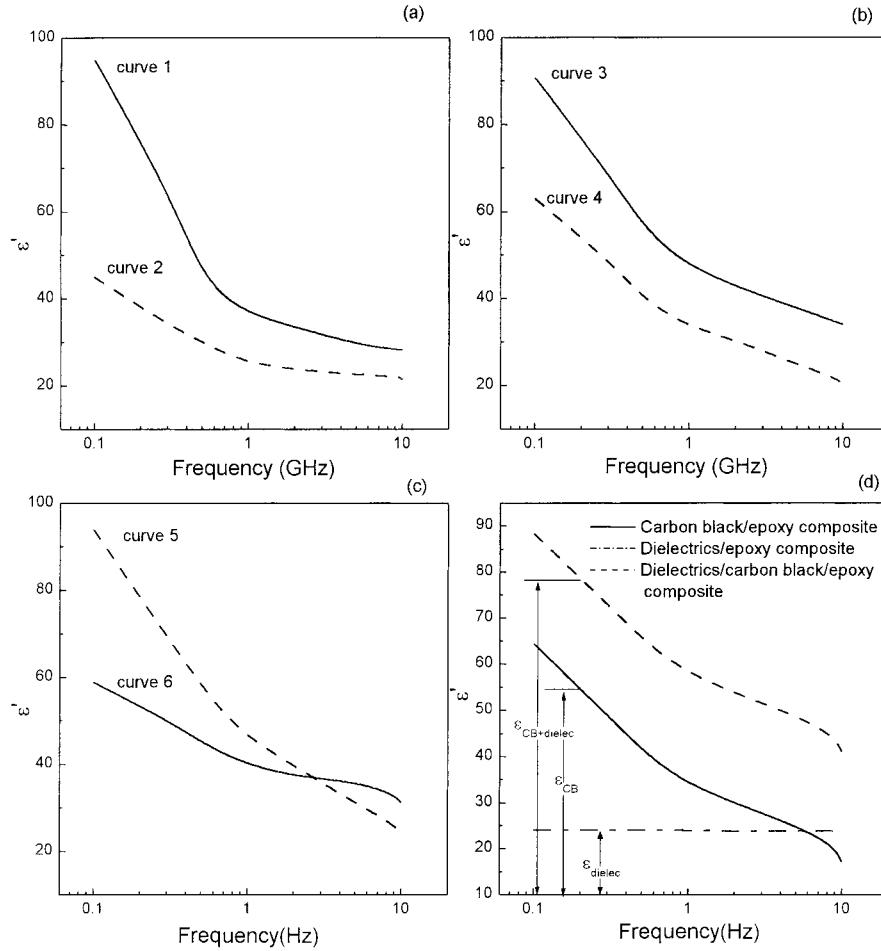 (a)
100
80
60
40
20
ε'
curve 1
curve 2
0.1
1
10
Frequency (GHz)
(b)
100
80
60
40
20
ε'
curve 3
curve 4
0.1
1
10
Frequency (GHz)
(c)
100
80
60
40
20
ε'
curve 5
curve 6
0.1
1
10
Frequency(Hz)
(d)
90
80
70
60
50
40
30
20
10
ε'
Carbon black/epoxy composite
Dielectrics/epoxy composite
Dielectrics/carbon black/epoxy
composite
εCB+dielec
εCB
εdielec
0.1
1
10
Frequency(Hz)